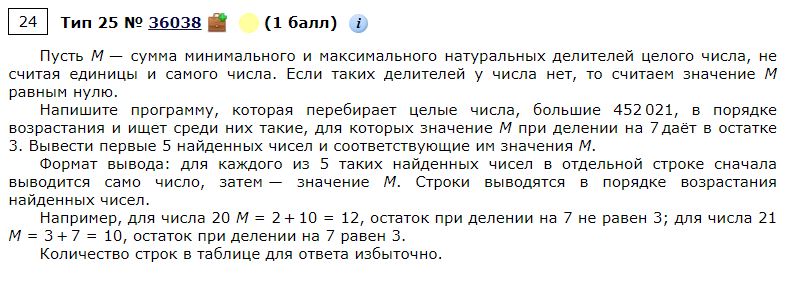 24 Тип 25 № 36038 (1 балл) i
Пусть M — сумма минимального и максимального натуральных делителей целого числа, не
считая единицы и самого числа. Если таких делителей у числа нет, то считаем значение M
равным нулю.
Напишите программу, которая перебирает целые числа, большие 452 021, в порядке
возрастания и ищет среди них такие, для которых значение M при делении на 7 даёт в остатке
3. Вывести первые 5 найденных чисел и соответствующие им значения M.
Формат вывода: для каждого из 5 таких найденных чисел в отдельной строке сначала
выводится само число, затем — значение M. Строки выводятся в порядке возрастания
найденных чисел.
Например, для числа 20 M = 2 + 10 = 12, остаток при делении на 7 не равен 3; для числа 21
M = 3 + 7 = 10, остаток при делении на 7 равен 3.
Количество строк в таблице для ответа избыточно.